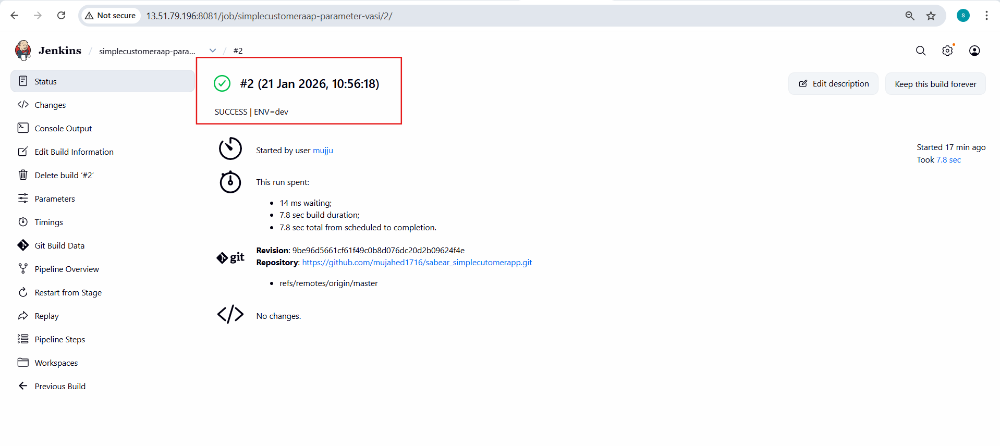 Not secure 13.51.79.196:8081/job/simplecustomeraap-parameter-vasi/2/
s
Jenkins / simplecustomeraap-para... / #2
Status
Changes
Console Output
Edit Build Information
Delete build ‘#2’
Parameters
Timings
Git Build Data
Pipeline Overview
Restart from Stage
Replay
Pipeline Steps
Workspaces
Previous Build
#2 (21 Jan 2026, 10:56:18)
Edit description
Keep this build forever
SUCCESS | ENV=dev
Started by user mujju
Started 17 min ago
Took 7.8 sec
This run spent:
• 14 ms waiting;
• 7.8 sec build duration;
• 7.8 sec total from scheduled to completion.
git
Revision: 9be96d5661cf61f49c0b8d076dc20d2b09624f4e
Repository: https://github.com/mujahed1716/sabear_simplecutomerapp.git
• refs/remotes/origin/master
No changes.